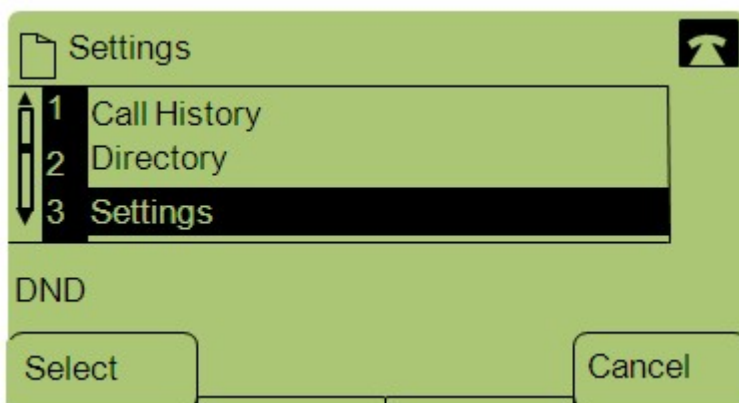 Settings
1 Call History
2 Directory
3 Settings
DND
Select Cancel